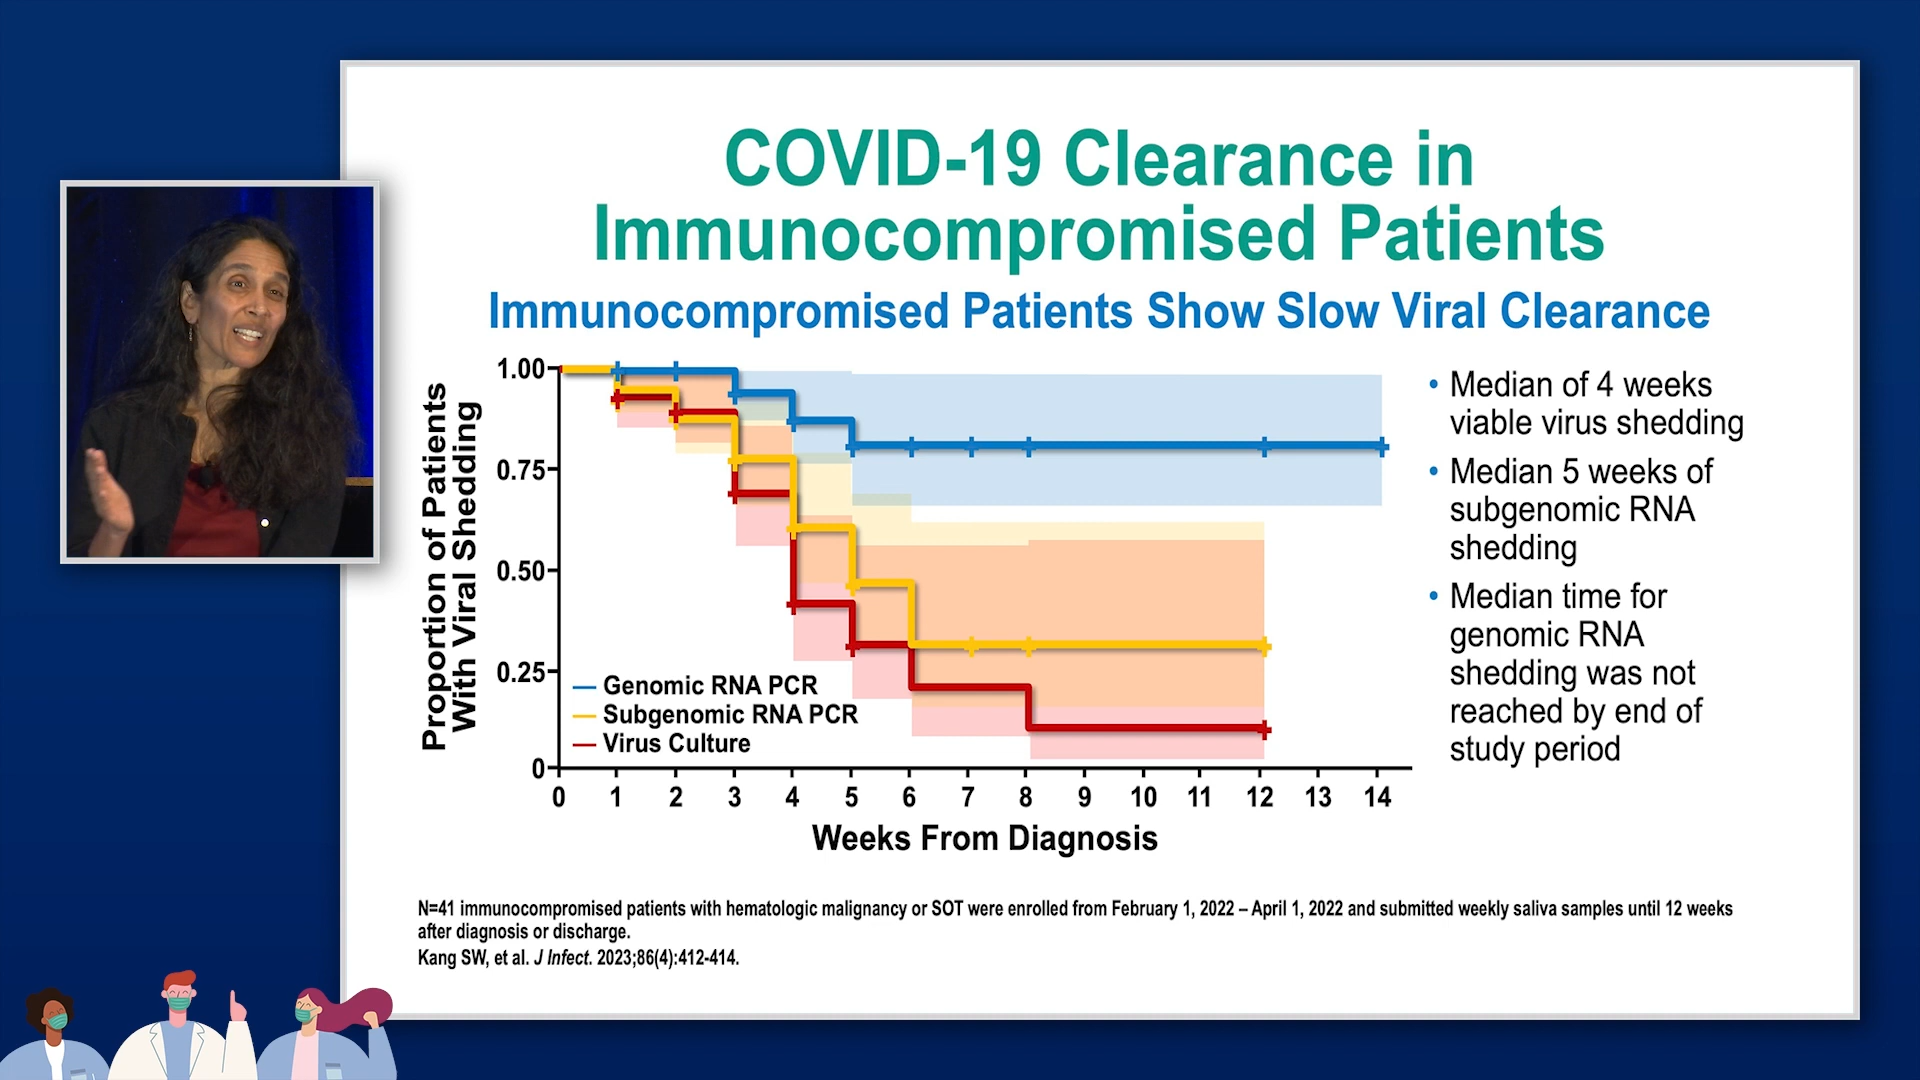 COVID-19 Clearance in
Immunocompromised Patients
Immunocompromised Patients Show Slow Viral Clearance
Proportion of Patients
With Viral Shedding
1.00
0.75
0.50
0.25
0
Genomic RNA PCR
Subgenomic RNA PCR
Virus Culture
0 1 2 3 4 5 6 7 8 9 10 11 12 13 14
Weeks From Diagnosis
• Median of 4 weeks
viable virus shedding
• Median 5 weeks of
subgenomic RNA
shedding
• Median time for
genomic RNA
shedding was not
reached by end of
study period
N=41 immunocompromised patients with hematologic malignancy or SOT were enrolled from February 1, 2022 – April 1, 2022 and submitted weekly saliva samples until 12 weeks
after diagnosis or discharge.
Kang SW, et al. J Infect. 2023;86(4):412-414.